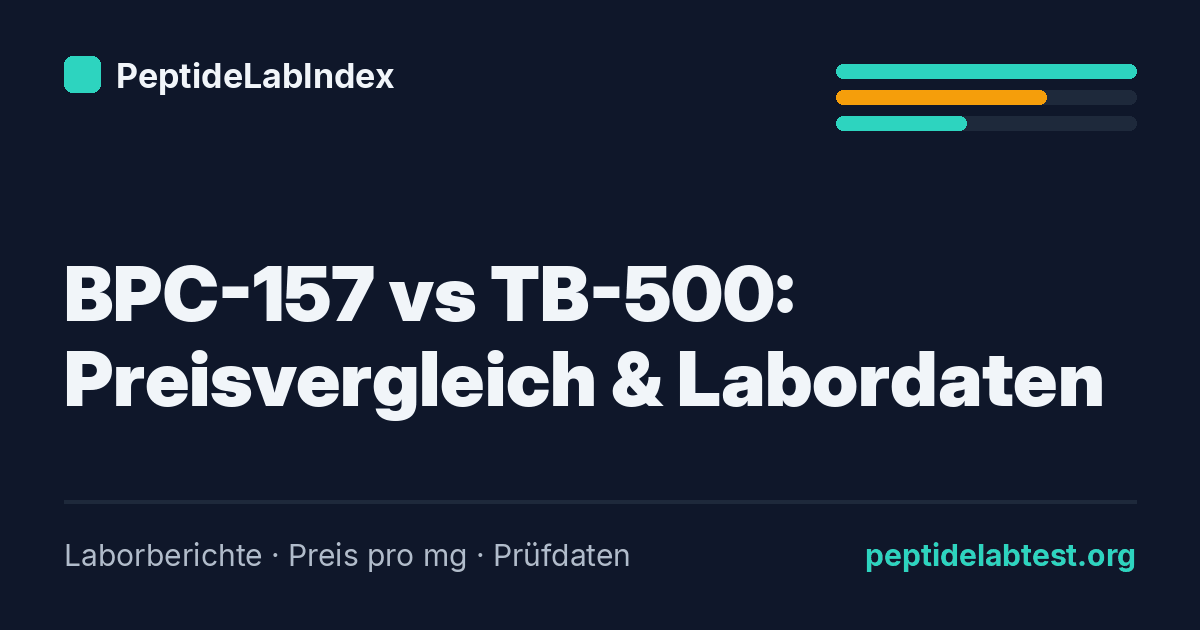 PeptideLabIndex
BPC-157 vs TB-500:
Preisvergleich & Labordaten
Laborberichte · Preis pro mg · Prüfdaten
peptidelabtest.org